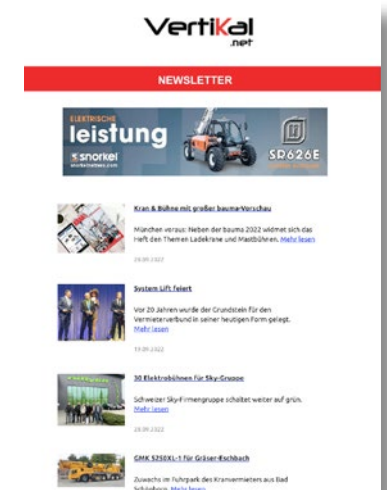 Vertikal
.net
NEWSLETTER
ELEKTRISCHE
leistung
snorkel
SR626E
Kran & Bühne mit großer bauma-Vorschau
München voraus: Neben der bauma 2022 widmet sich das
Heft den Themen Ladekrane und Mastbühnen. Mehr lesen
System Lift feiert
Vor 20 Jahren wurde der Grundstein für den
Vermieterverbund in seiner heutigen Form gelegt.
Mehr lesen
30 Elektrobühnen für Sky-Gruppe
Schweizer Sky-Firmengruppe schaltet weiter auf grün.
Mehr lesen
GMK 5250XL-1 für Gräser-Eschbach
Zuwachs im Fuhrpark des Kranvermieters aus Bad
Schönborn. Mehr lesen